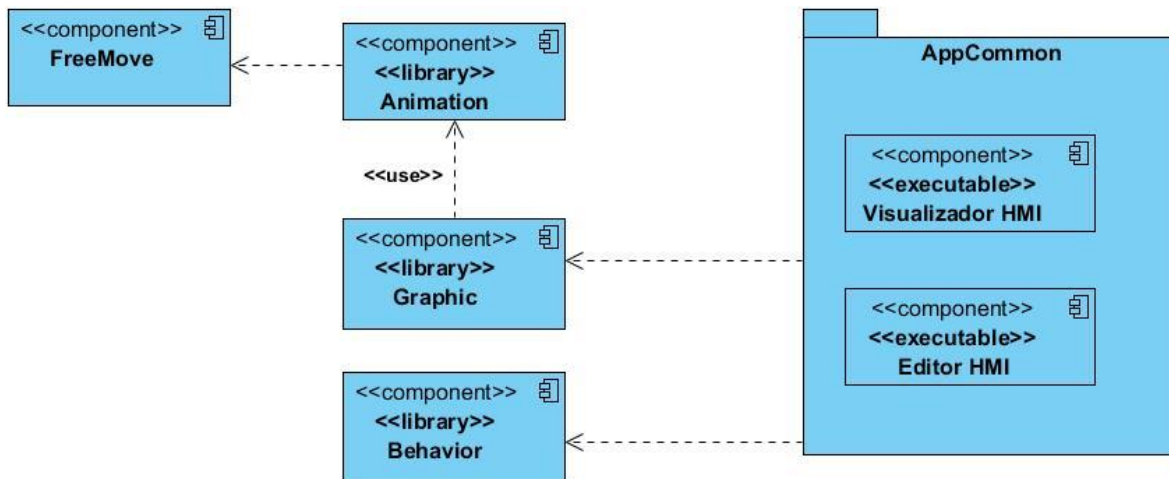 <<component>>
FreeMove
<<component>>
<<library>>
Animation
<<use>>
<<component>>
<<library>>
Graphic
<<component>>
<<library>>
Behavior
AppCommon
<<component>>
<<executable>>
Visualizador HMI
<<component>>
<<executable>>
Editor HMI